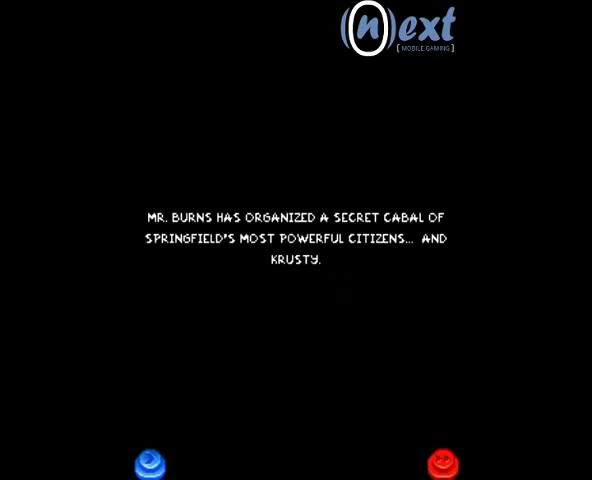 (n)ext
[ MOBILE GAMING ]
MR. BURNS HAS ORGANIZED A SECRET CABAL OF
SPRINGFIELD'S MOST POWERFUL CITIZENS... AND
KRUSTY.